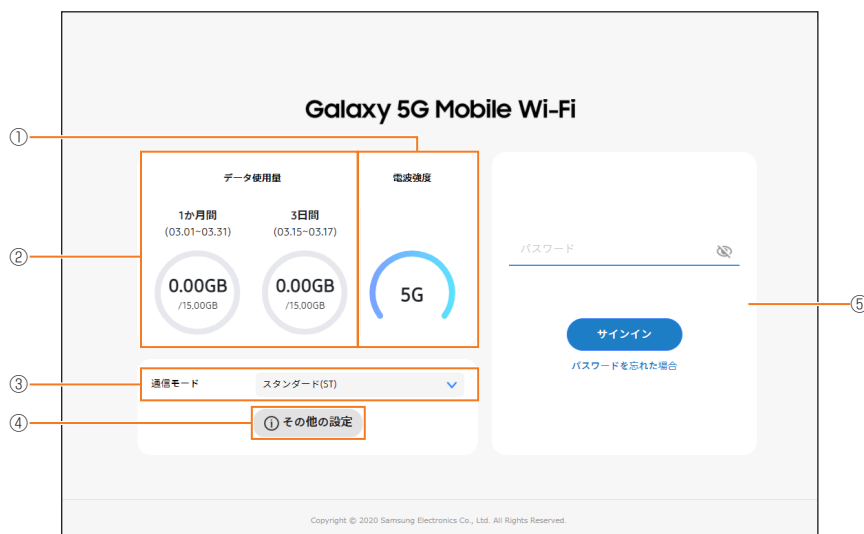 Galaxy 5G Mobile Wi-Fi
①
データ使用量
電波強度
1か月間
3日間
(03.01~03.31)
(03.15~03.17)
②
パスワード
0.00GB
0.00GB
/15.00GB
/15.00GB
5G
⑤
サインイン
パスワードを忘れた場合
③
通信モード
スタンダード(ST)
④
その他の設定
Copyright © 2020 Samsung Electronics Co., Ltd. All Rights Reserved.